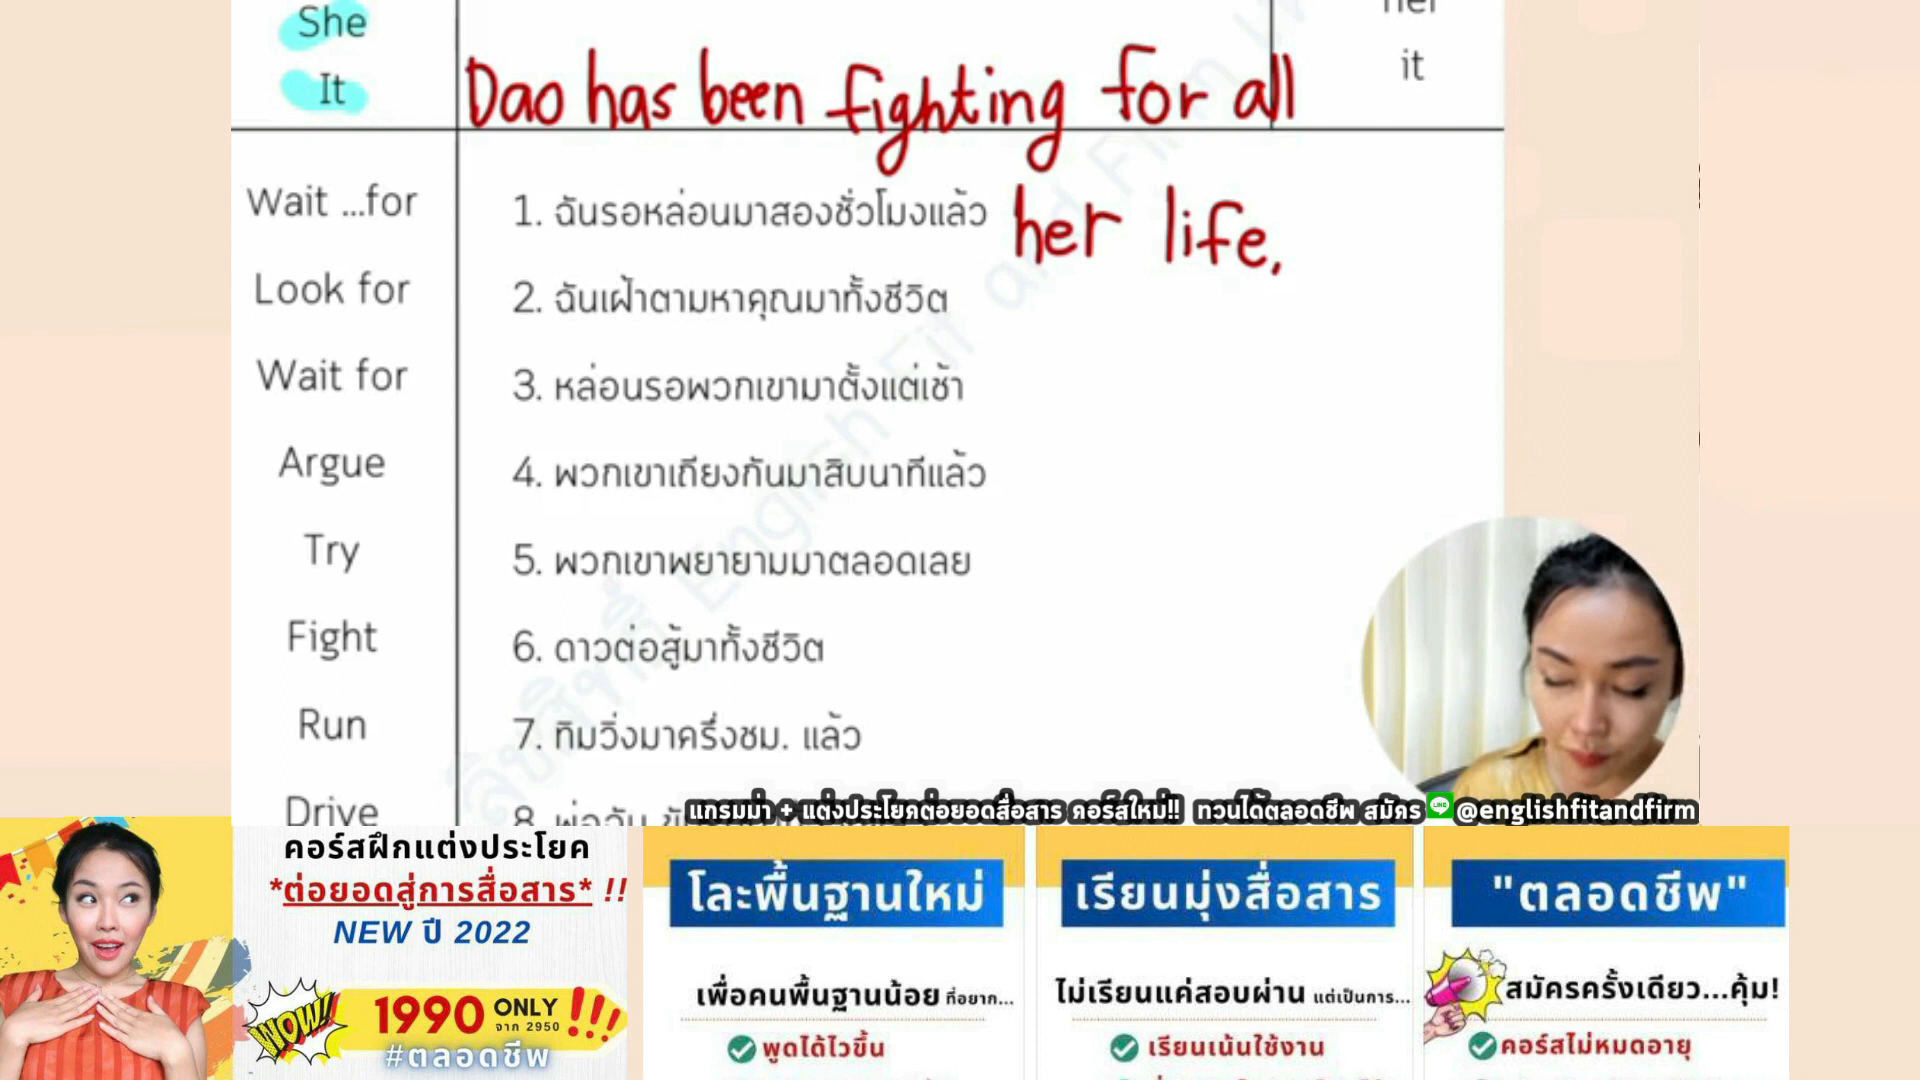 She
It
her
it
Dao has been fighting for all
her life,
Wait ...for
1. ฉันรอหล่อนมาสองชั่วโมงแล้ว
Look for
2. ฉันเฝ้าตามหาคุณมาทั้งชีวิต
Wait for
3. หล่อนรอพวกเขามาตั้งแต่เช้า
Argue
4. พวกเขาเถียงกันมาสิบนาทีแล้ว
Try
5. พวกเขาพยายามมาตลอดเลย
Fight
6. ดาวต่อสู้มาทั้งชีวิต
Run
7. ทิมวิ่งมาครึ่งชม. แล้ว
Drive
8. พ่อฉัน
English Fit and Firm
แกรมม่า + แต่งประโยคต่อยอดสื่อสาร คอร์สใหม่!! ทวนได้ตลอดชีพ สมัคร LINE @englishfitandfirm
คอร์สฝึกแต่งประโยค
*ต่อยอดสู่การสื่อสาร* !!
NEW ปี 2022
WOW!! 1990 ONLY !!!
จาก 2950
#ตลอดชีพ
โละพื้นฐานใหม่
เพื่อคนพื้นฐานน้อย ที่อยาก...
พูดได้ไวขึ้น
เรียนมุ่งสื่อสาร
ไม่เรียนแค่สอบผ่าน แต่เป็นการ...
เรียนเน้นใช้งาน
"ตลอดชีพ"
สมัครครั้งเดียว...คุ้ม!
คอร์สไม่หมดอายุ